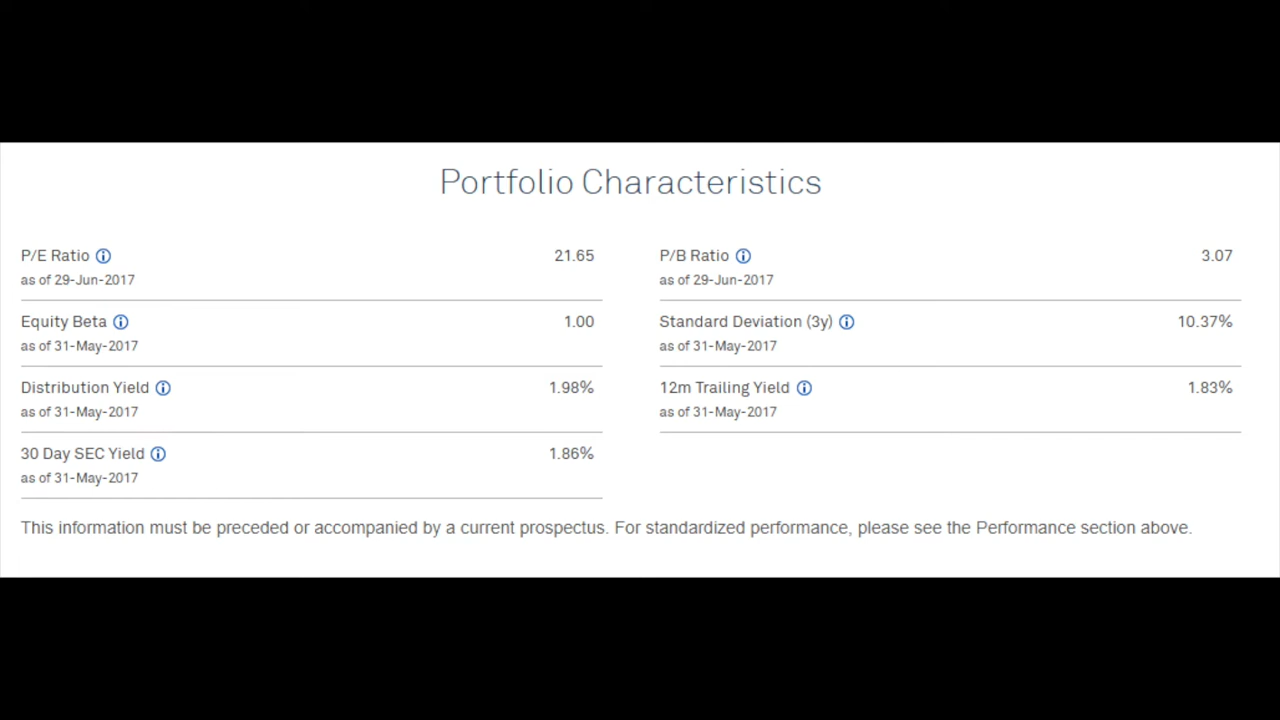 Portfolio Characteristics
P/E Ratio
21.65
as of 29-Jun-2017
P/B Ratio
3.07
as of 29-Jun-2017
Equity Beta
1.00
as of 31-May-2017
Standard Deviation (3y)
10.37%
as of 31-May-2017
Distribution Yield
1.98%
as of 31-May-2017
12m Trailing Yield
1.83%
as of 31-May-2017
30 Day SEC Yield
1.86%
as of 31-May-2017
This information must be preceded or accompanied by a current prospectus. For standardized performance, please see the Performance section above.